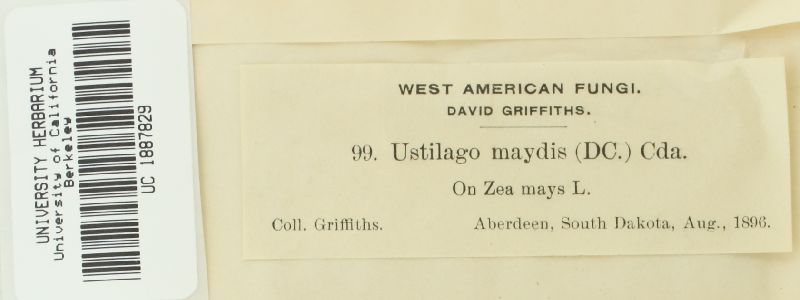 UNIVERSITY HERBARIUM
University of California
Berkeley
UC 1887829
WEST AMERICAN FUNGI.
DAVID GRIFFITHS.
99. Ustilago maydis (DC.) Cda.
On Zea mays L.
Coll. Griffiths. Aberdeen, South Dakota, Aug., 1896.